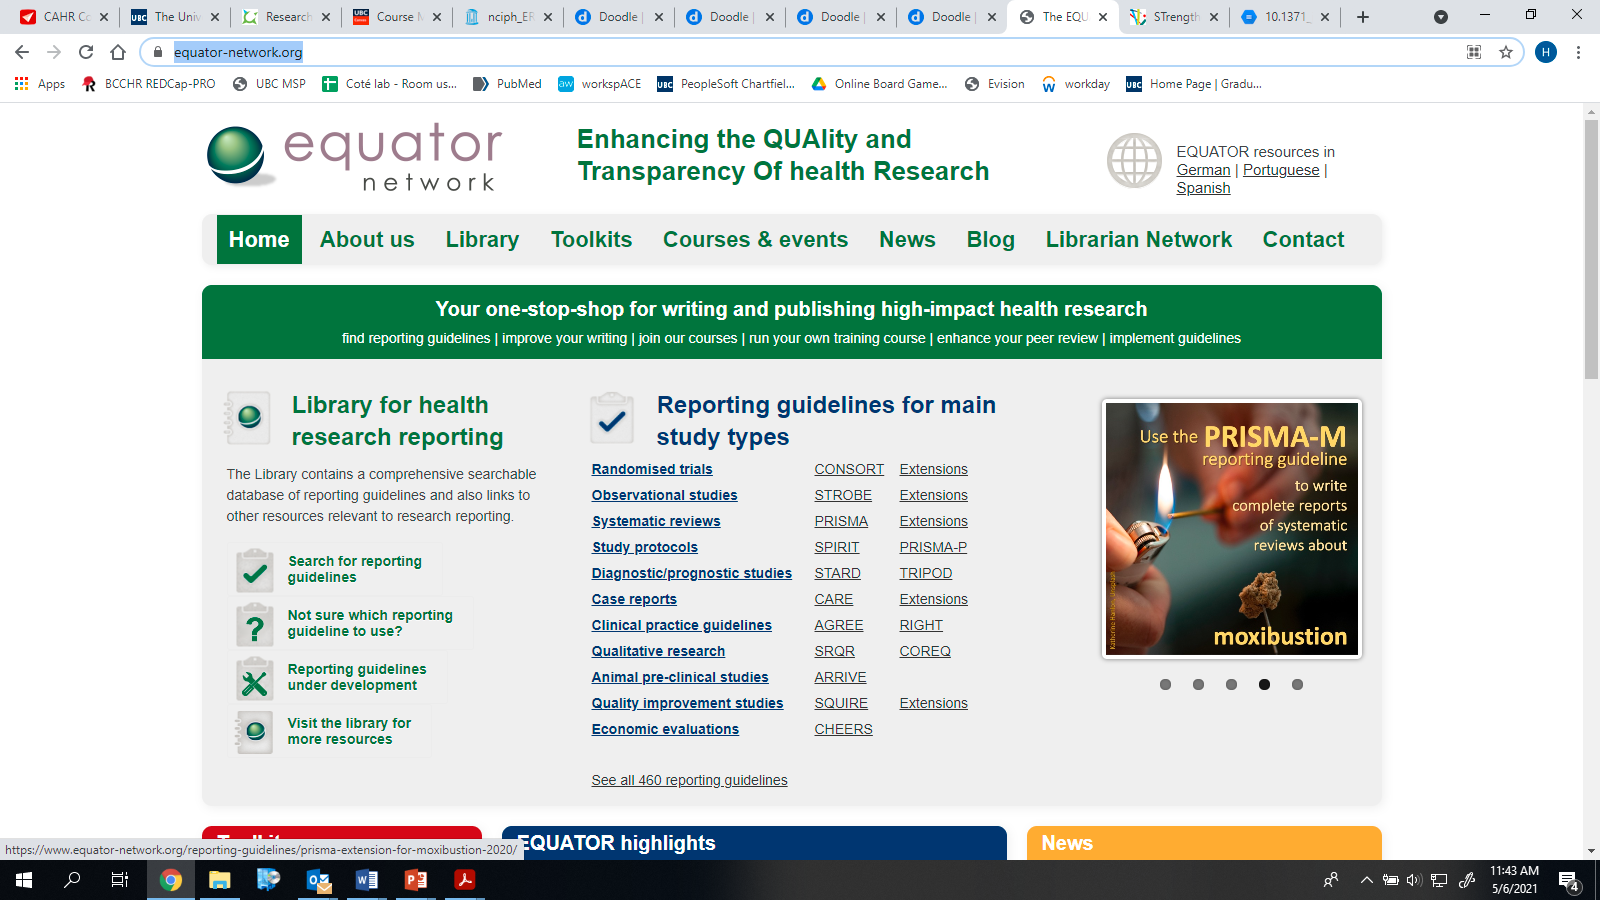 CAHR Co
The Univ
Research
Course M
nciph_ER
Doodle |
Doodle |
Doodle |
Doodle |
The EQU
STrength
10.1371_
equator-network.org
H
Apps
BCCHR REDCap-PRO
UBC MSP
Coté lab - Room us...
PubMed
workspACE
PeopleSoft Chartfiel...
Online Board Game...
Evision
workday
Home Page | Gradu...
equator
network
Enhancing the QUAlity and
Transparency Of health Research
EQUATOR resources in
German | Portuguese |
Spanish
Home
About us
Library
Toolkits
Courses & events
News
Blog
Librarian Network
Contact
Your one-stop-shop for writing and publishing high-impact health research
find reporting guidelines | improve your writing | join our courses | run your own training course | enhance your peer review | implement guidelines
Library for health
research reporting
The Library contains a comprehensive searchable
database of reporting guidelines and also links to
other resources relevant to research reporting.
Search for reporting
guidelines
Not sure which reporting
guideline to use?
Reporting guidelines
under development
Visit the library for
more resources
Reporting guidelines for main
study types
Randomised trials CONSORT Extensions
Observational studies STROBE Extensions
Systematic reviews PRISMA Extensions
Study protocols SPIRIT PRISMA-P
Diagnostic/prognostic studies STARD TRIPOD
Case reports CARE Extensions
Clinical practice guidelines AGREE RIGHT
Qualitative research SRQR COREQ
Animal pre-clinical studies ARRIVE
Quality improvement studies SQUIRE Extensions
Economic evaluations CHEERS
See all 460 reporting guidelines
Use the PRISMA-M
reporting guideline
to write
complete reports
of systematic
reviews about
moxibustion
EQUATOR highlights
News
https://www.equator-network.org/reporting-guidelines/prisma-extension-for-moxibustion-2020/
11:43 AM
5/6/2021
4